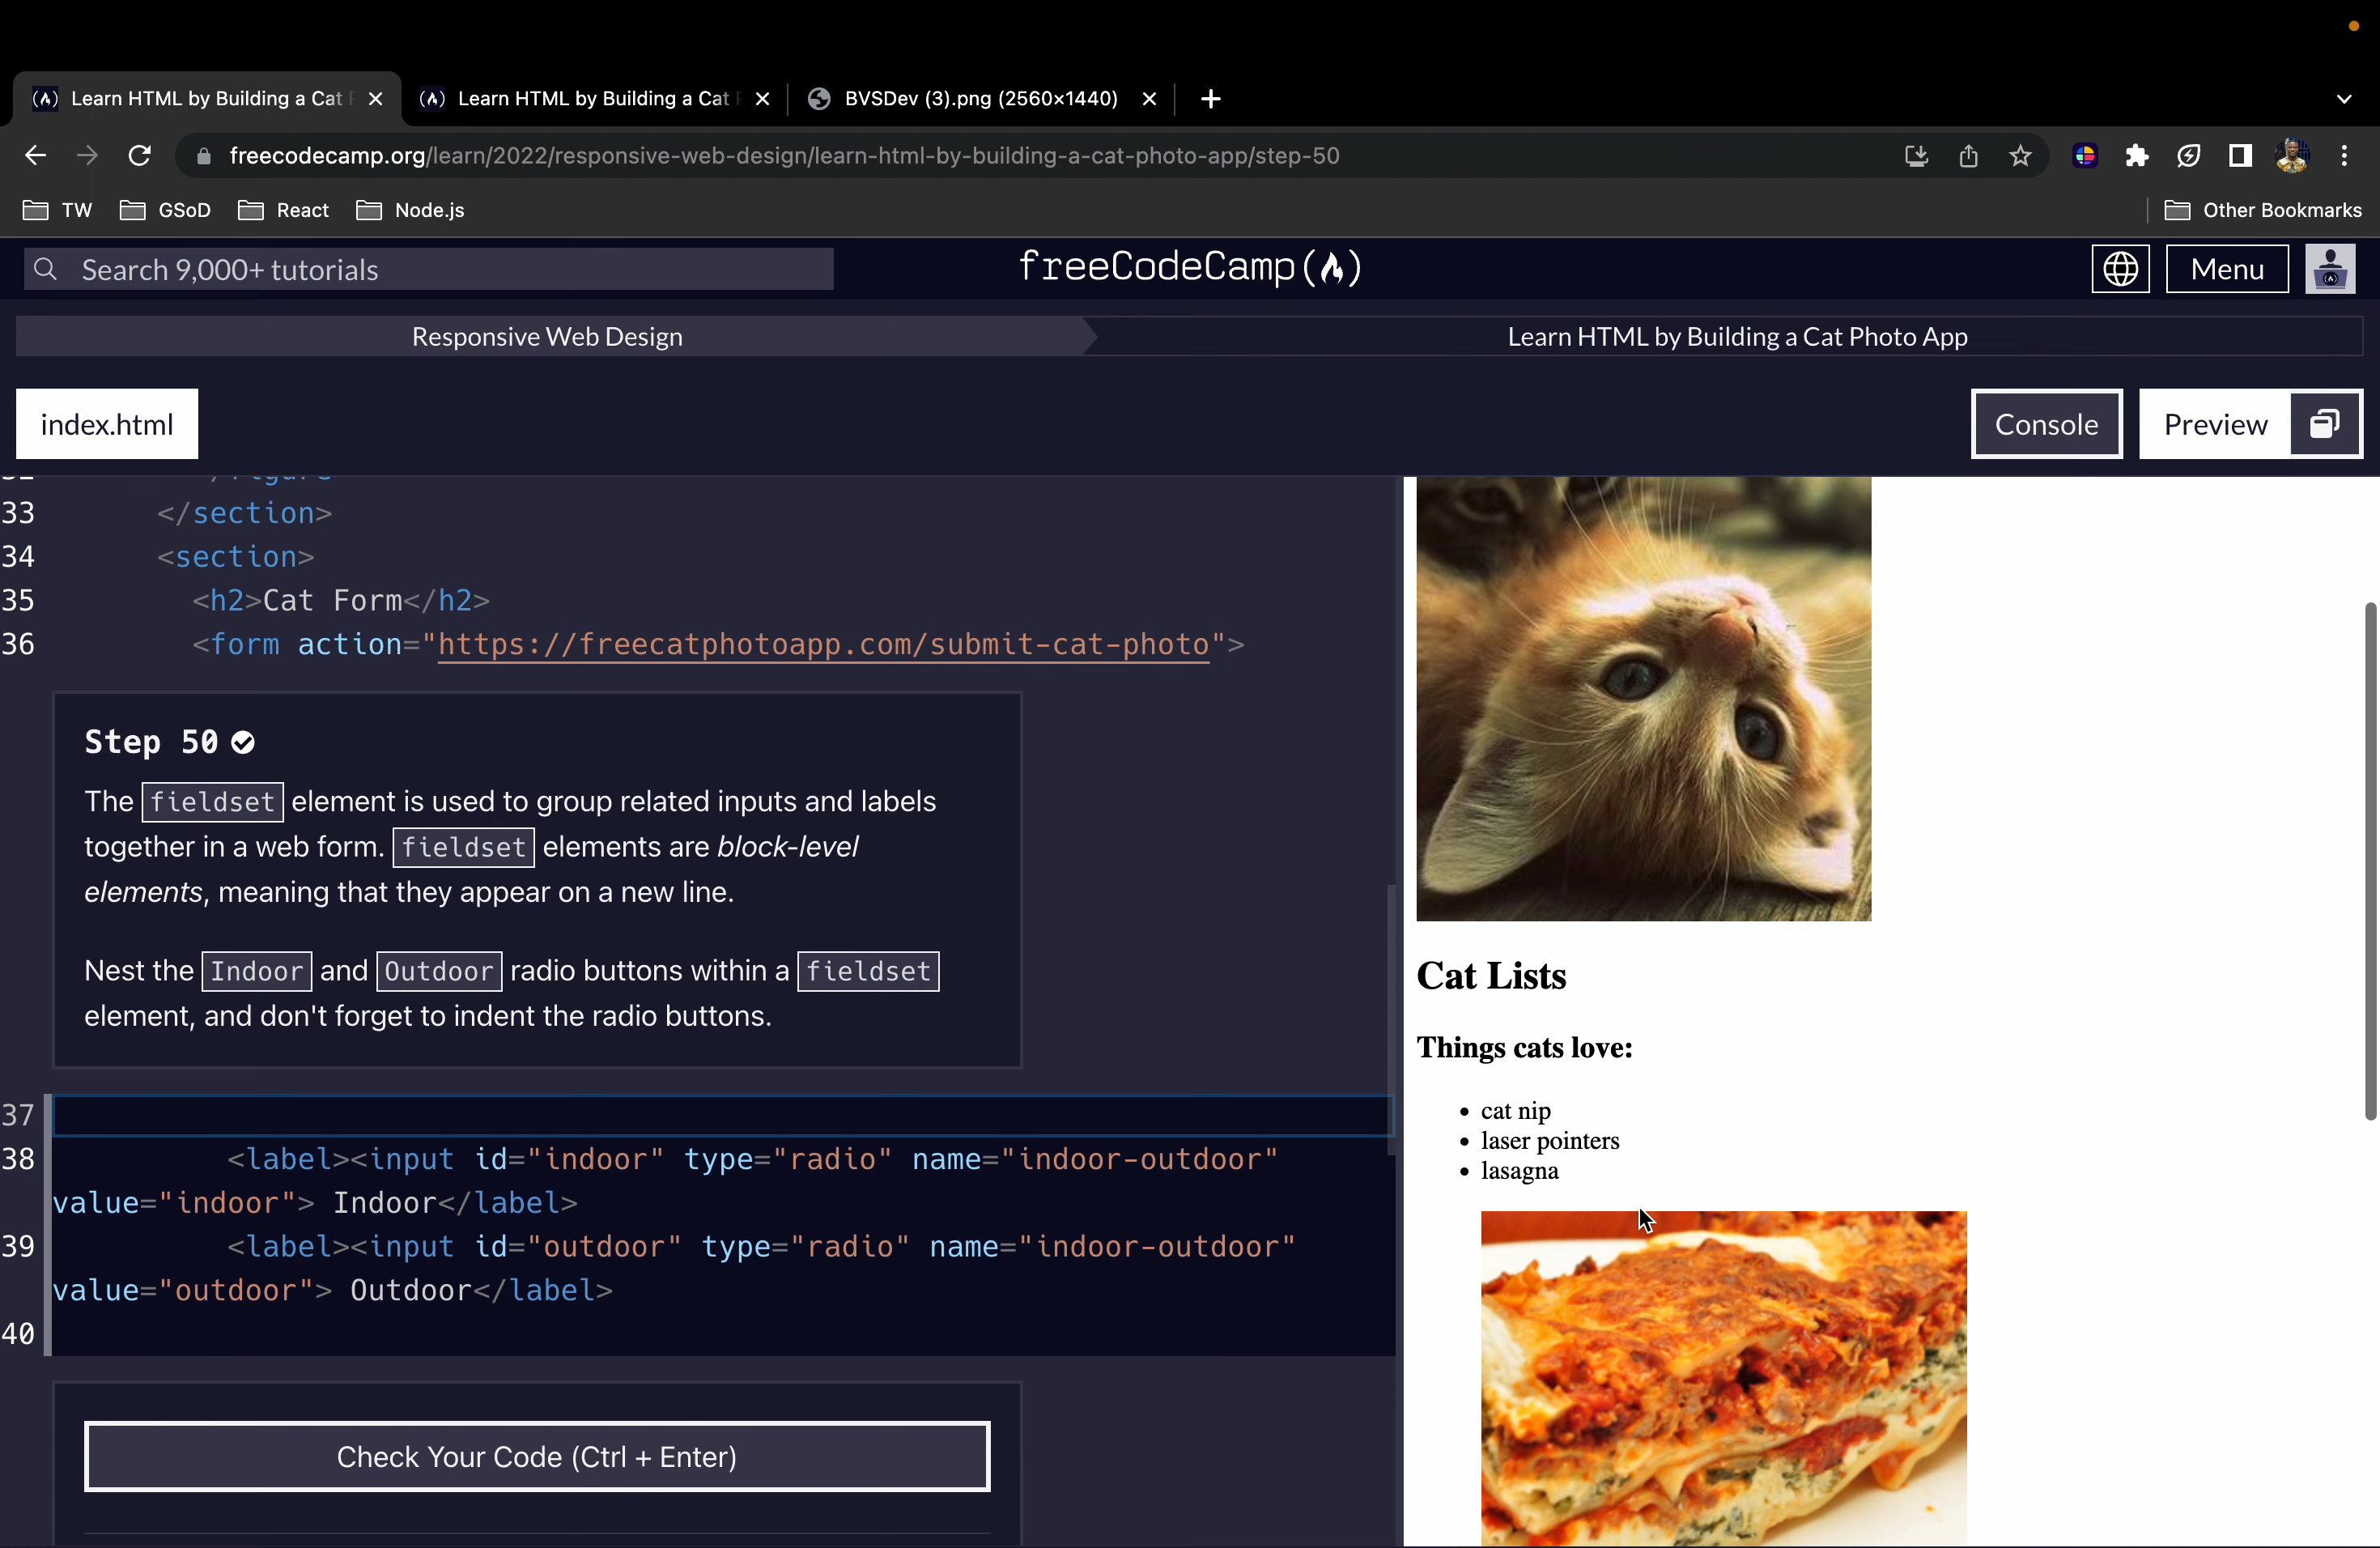 Learn HTML by Building a Cat
Learn HTML by Building a Cat
BVSDev (3).png (2560×1440)
freecodecamp.org/learn/2022/responsive-web-design/learn-html-by-building-a-cat-photo-app/step-50
TW GSoD React Node.js Other Bookmarks
Search 9,000+ tutorials
freeCodeCamp(🔥)
Menu
Responsive Web Design
Learn HTML by Building a Cat Photo App
index.html
Console
Preview
33 </section>
34 <section>
35 <h2>Cat Form</h2>
36 <form action="https://freecatphotoapp.com/submit-cat-photo">
Step 50
The fieldset element is used to group related inputs and labels
together in a web form. fieldset elements are block-level
elements, meaning that they appear on a new line.
Nest the Indoor and Outdoor radio buttons within a fieldset
element, and don't forget to indent the radio buttons.
37
38 <label><input id="indoor" type="radio" name="indoor-outdoor"
value="indoor"> Indoor</label>
39 <label><input id="outdoor" type="radio" name="indoor-outdoor"
value="outdoor"> Outdoor</label>
40
Check Your Code (Ctrl + Enter)
Cat Lists
Things cats love:
• cat nip
• laser pointers
• lasagna